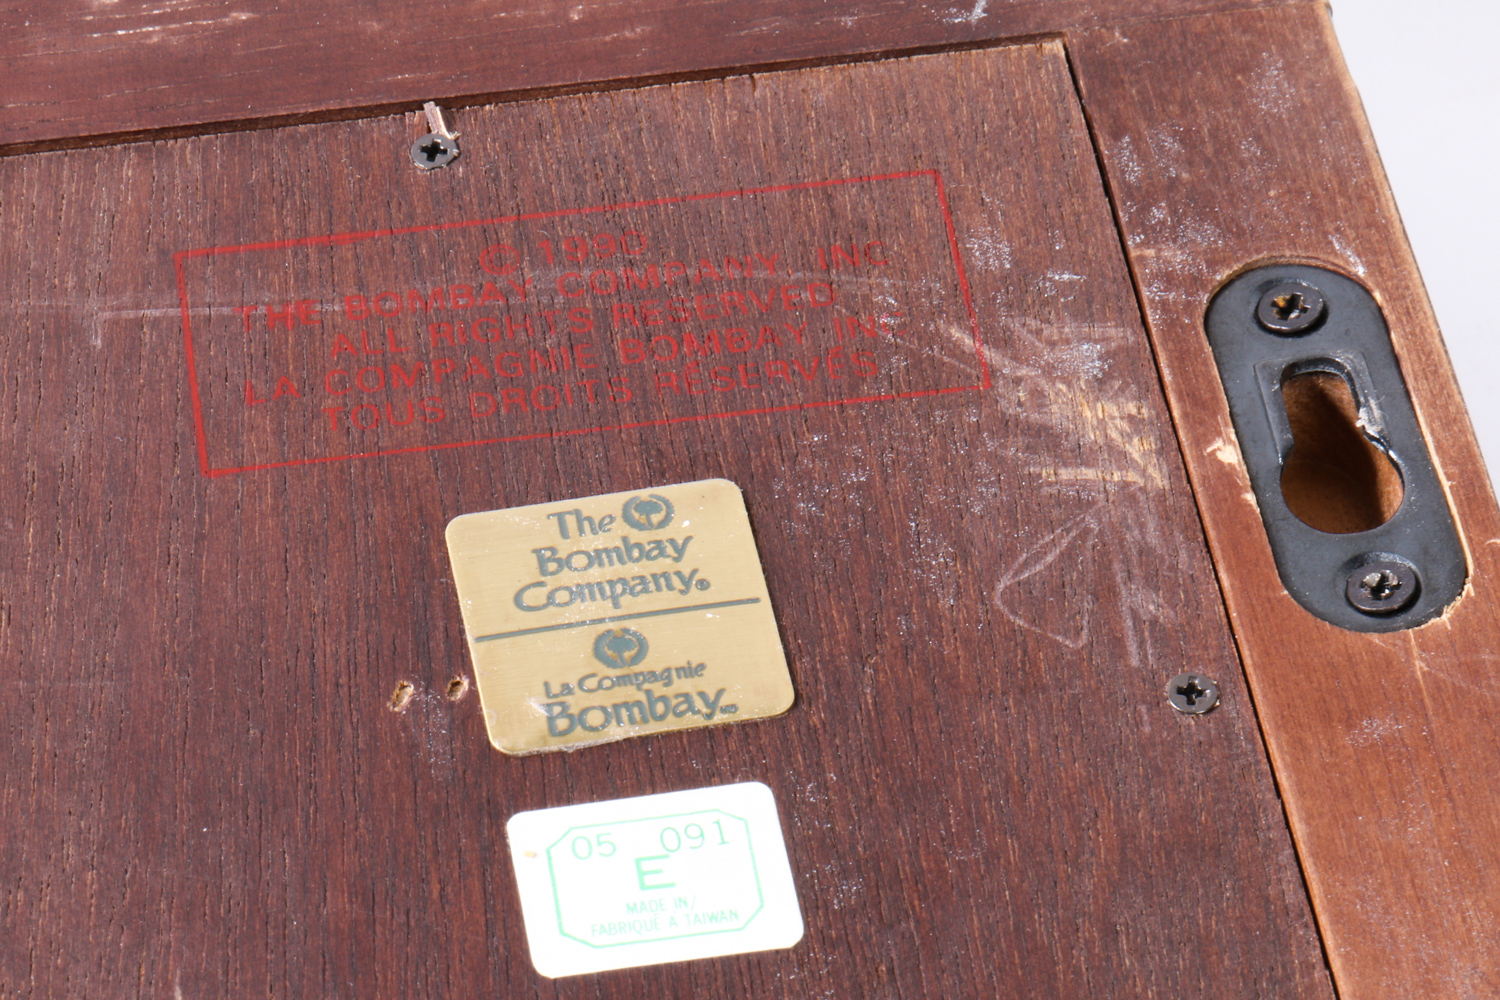 © 1990
THE BOMBAY COMPANY, INC
ALL RIGHTS RESERVED
LA COMPAGNIE BOMBAY INC
TOUS DROITS RÉSERVÉS
The
Bombay
Company®
La Compagnie
Bombay
05 091
E
MADE IN/
FABRIQUÉ A TAIWAN